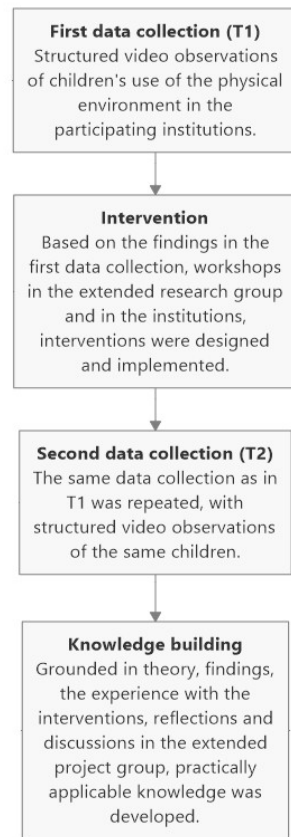 First data collection (T1)
Structured video observations
of children's use of the physical
environment in the
participating institutions.
Intervention
Based on the findings in the
first data collection, workshops
in the extended research group
and in the institutions,
interventions were designed
and implemented.
Second data collection (T2)
The same data collection as in
T1 was repeated, with
structured video observations
of the same children.
Knowledge building
Grounded in theory, findings,
the experience with the
interventions, reflections and
discussions in the extended
project group, practically
applicable knowledge was
developed.